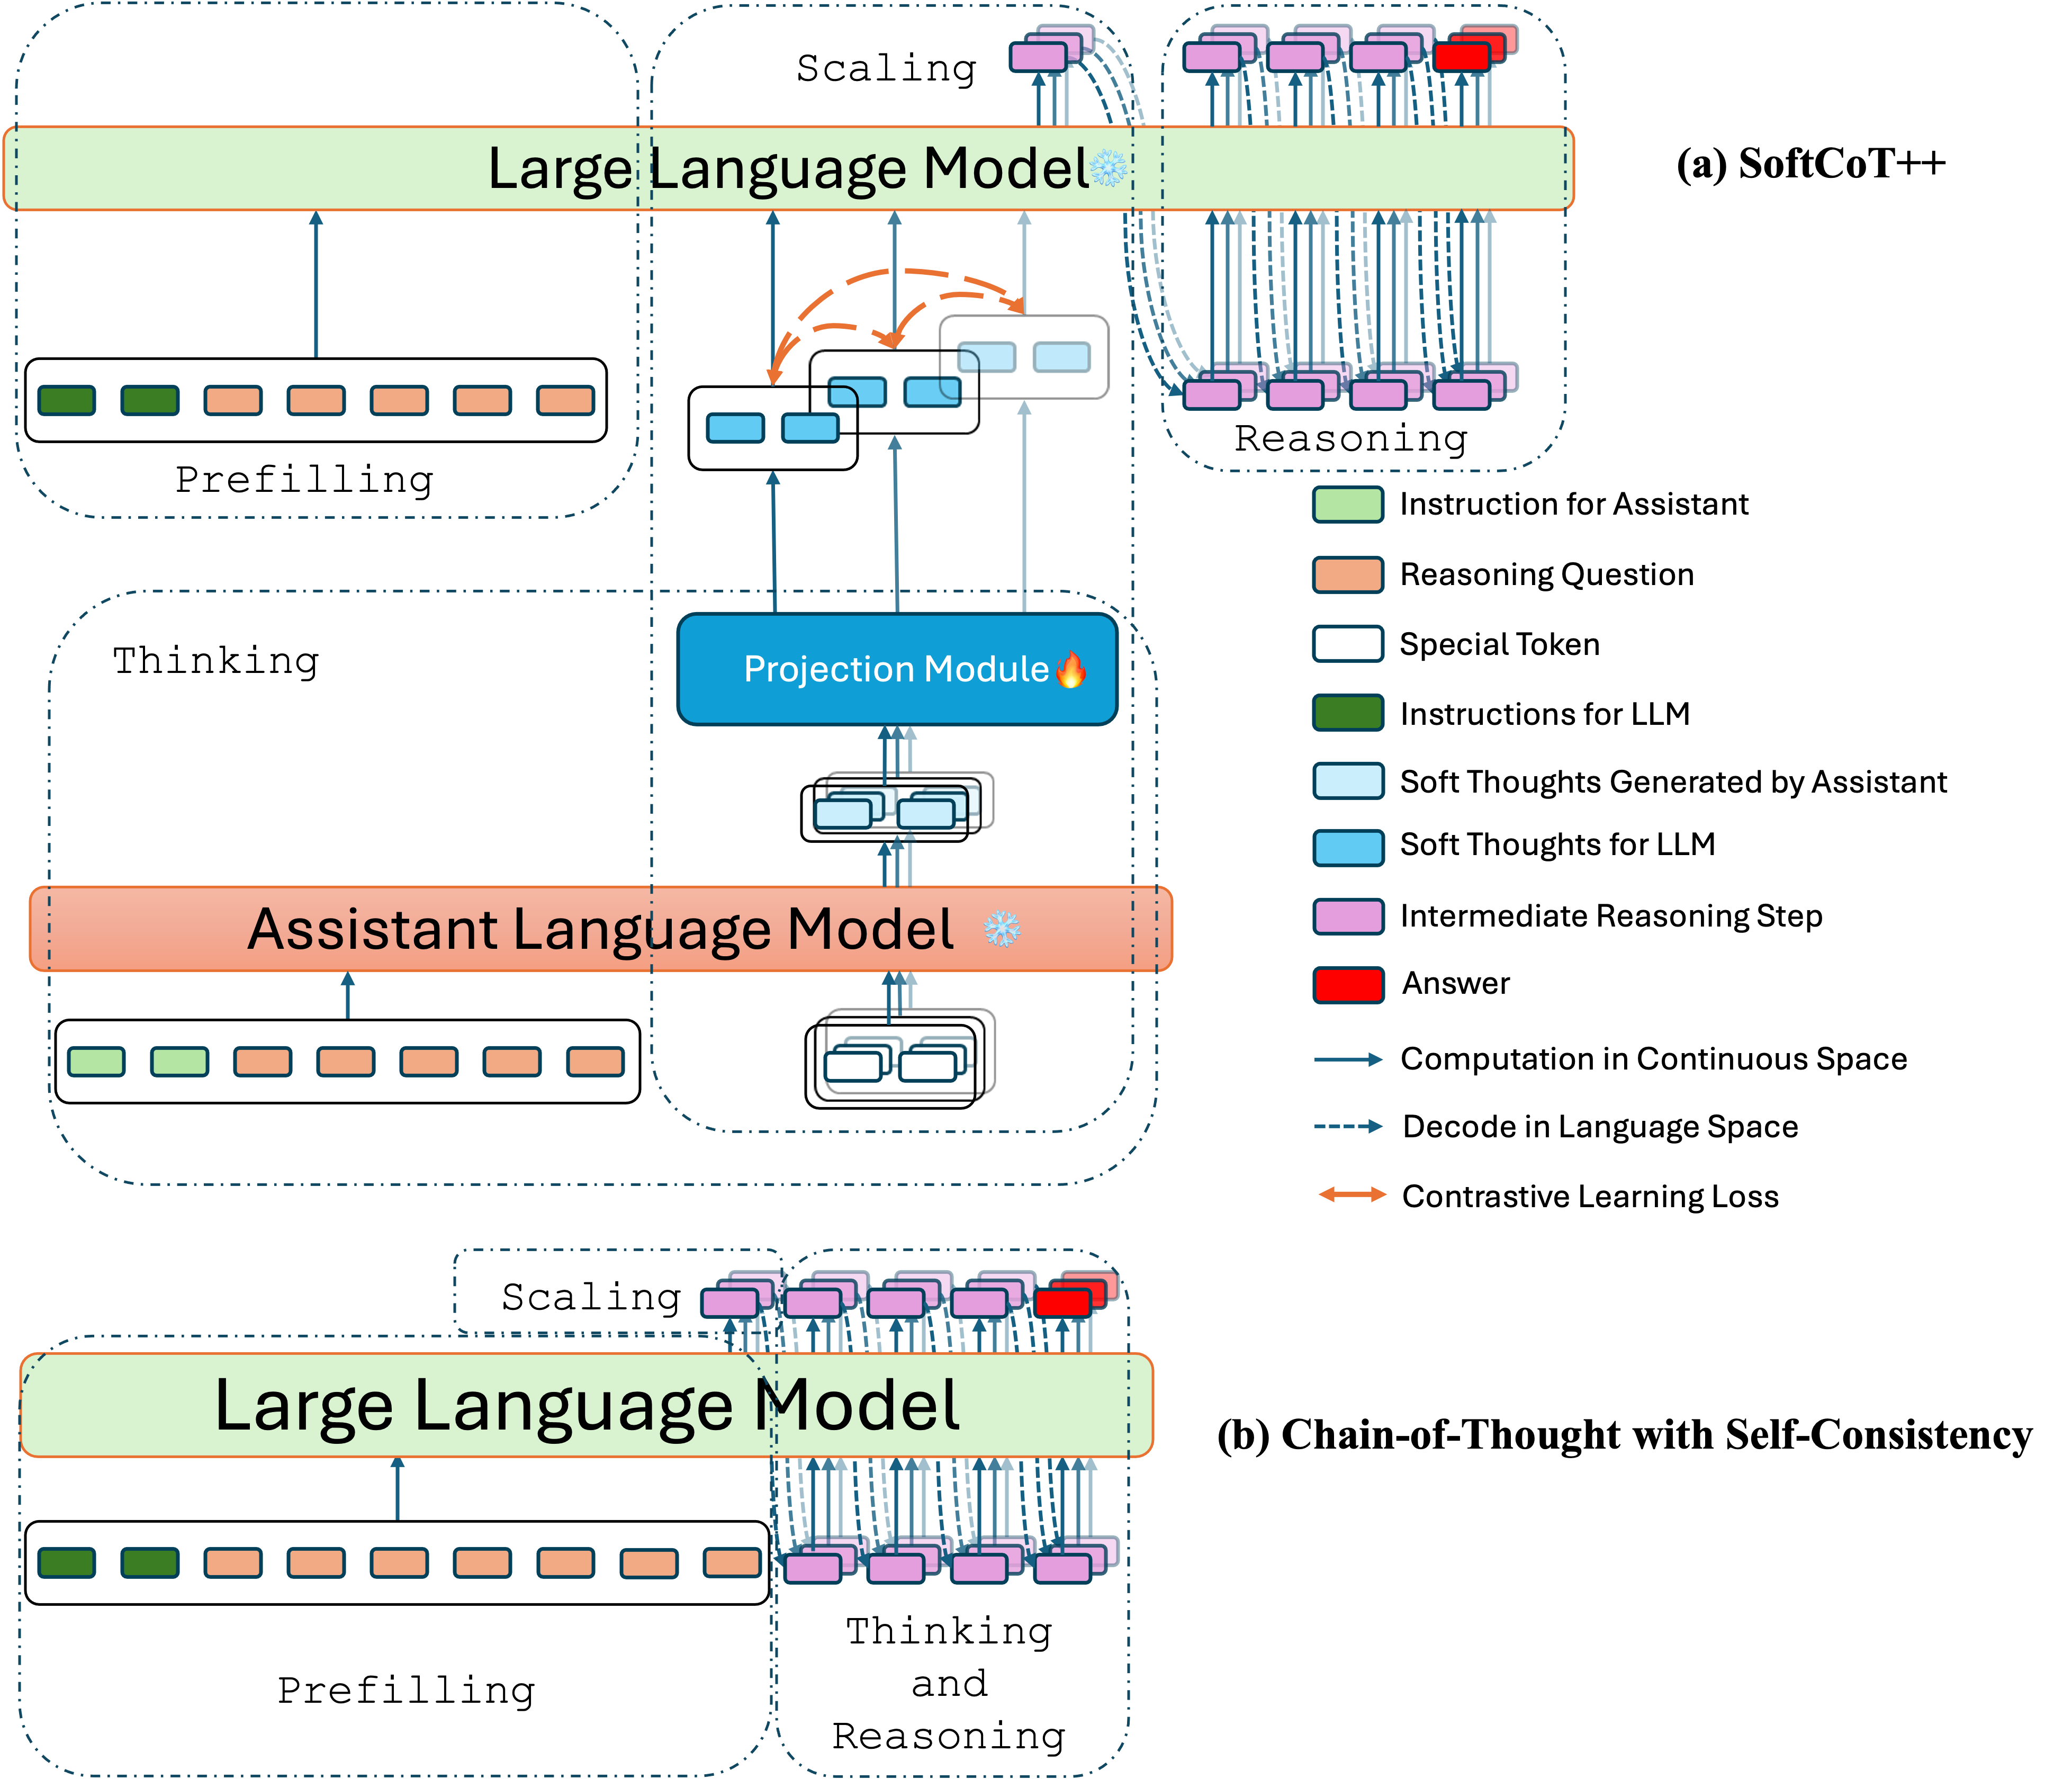 Scaling
Large Language Model
(a) SoftCoT++
Prefilling
Reasoning
Thinking
Projection Module
Assistant Language Model
Instruction for Assistant
Reasoning Question
Special Token
Instructions for LLM
Soft Thoughts Generated by Assistant
Soft Thoughts for LLM
Intermediate Reasoning Step
Answer
Computation in Continuous Space
Decode in Language Space
Contrastive Learning Loss
Scaling
Large Language Model
(b) Chain-of-Thought with Self-Consistency
Prefilling
Thinking
and
Reasoning